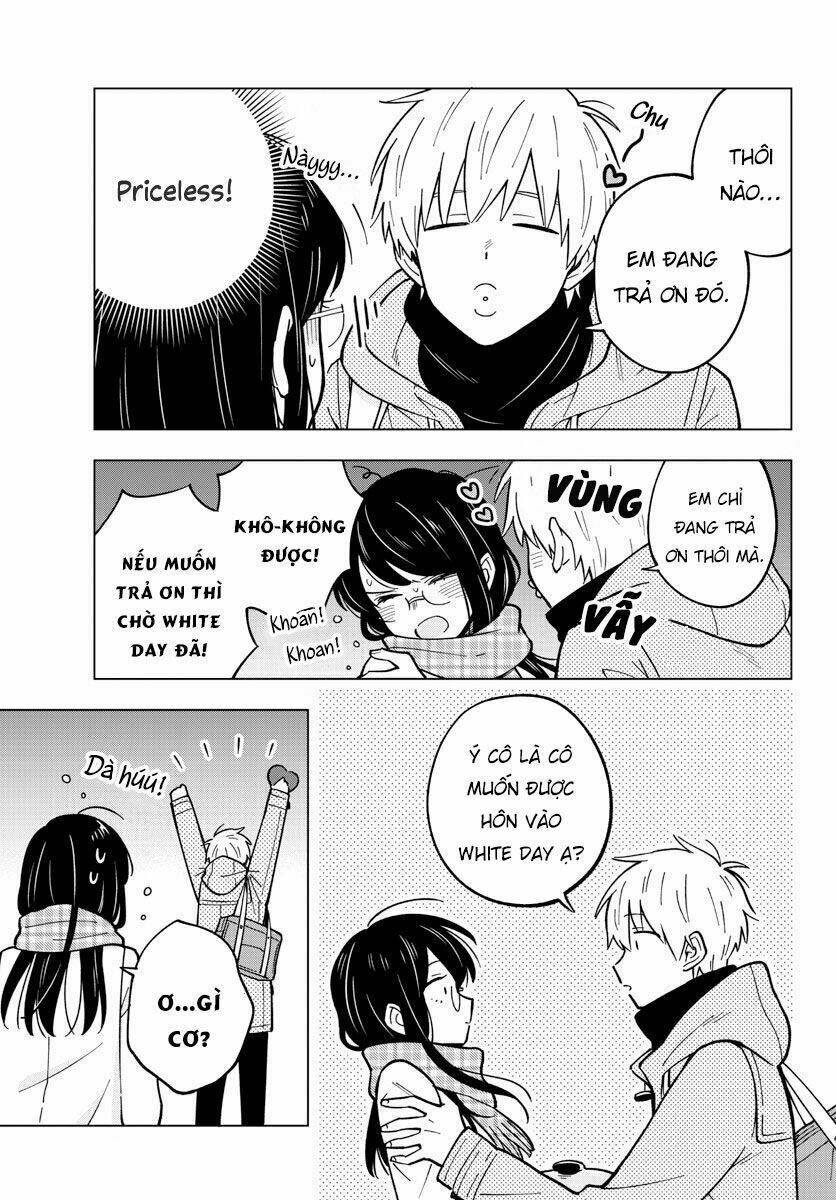 Chu
THÔI
NÀO...
EM ĐANG
TRẢ ƠN ĐÓ.
Nàyyy...
Priceless!
EM CHỈ
ĐANG TRẢ
ƠN THÔI MÀ.
VÙNG
VẪY
KHÔ-KHÔNG
ĐƯỢC!
Khoan!
Khoan!
NẾU MUỐN
TRẢ ƠN THÌ
CHỜ WHITE
DAY ĐÃ!
Ý CÔ LÀ CÔ
MUỐN ĐƯỢC
HÔN VÀO
WHITE DAY Ạ?
Dà húú!
Ơ...GÌ
CƠ?